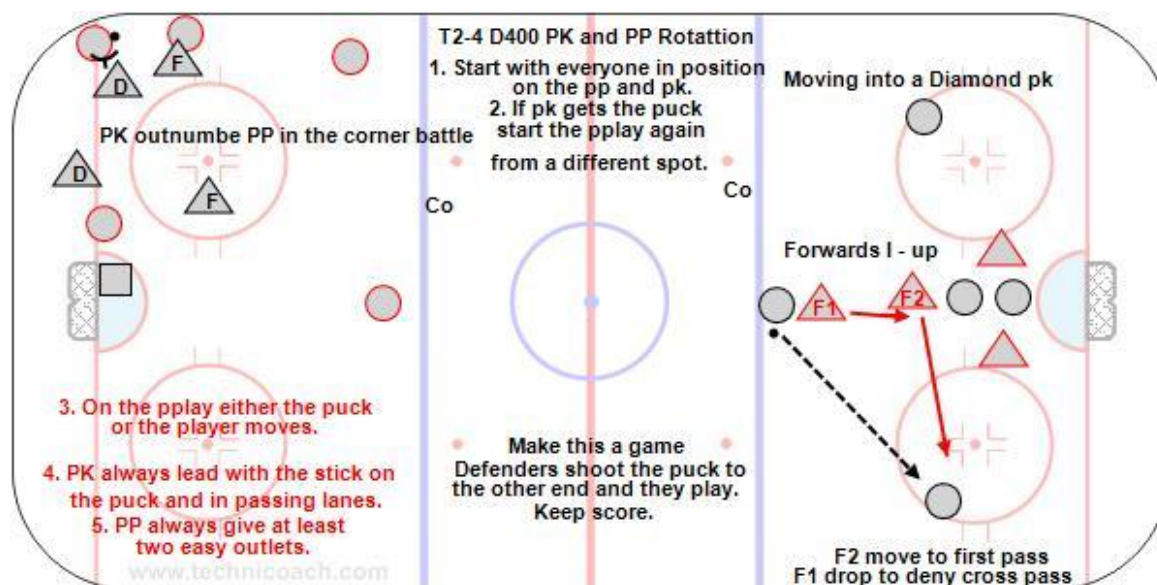 T2-4 D400 PK and PP Rotattion
1. Start with everyone in position
on the pp and pk.
2. If pk gets the puck
start the pplay again
from a different spot.
F
D
PK outnumbe PP in the corner battle
D
F
Co
Co
Moving into a Diamond pk
Forwards I - up
F1
F2
3. On the pplay either the puck
or the player moves.
4. PK always lead with the stick on
the puck and in passing lanes.
5. PP always give at least
two easy outlets.
www.technicoach.com
Make this a game
Defenders shoot the puck to
the other end and they play.
Keep score.
F2 move to first pass
F1 drop to deny cross pass